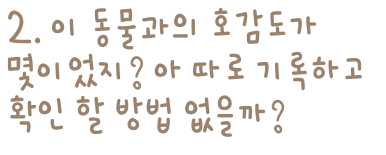 2. 이 동물과의 호감도가
몇이 었지? 아 따로 기록하고
확인 할 방법 없을까?